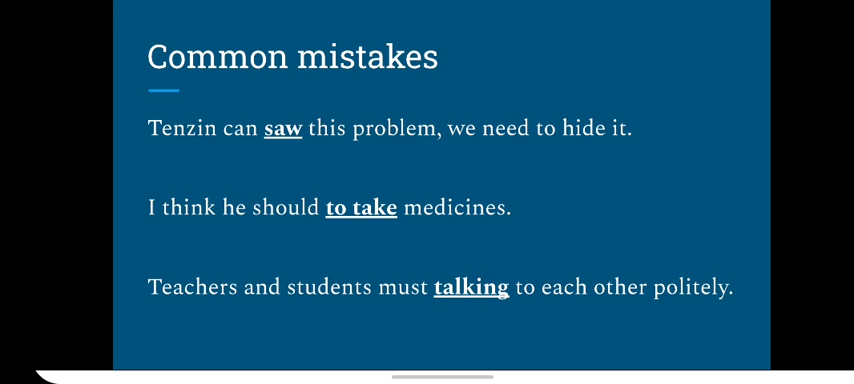 Common mistakes
Tenzin can saw this problem, we need to hide it.
I think he should to take medicines.
Teachers and students must talking to each other politely.